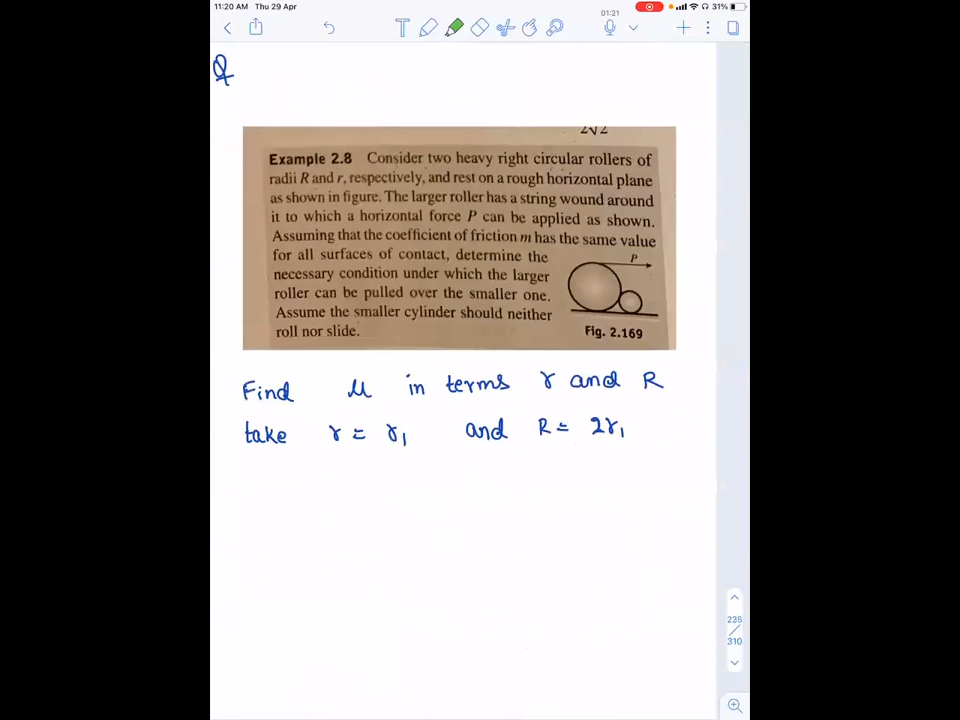 11:20 AM Thu 29 Apr
31%
01:21
Q
2√2
Example 2.8 Consider two heavy right circular rollers of
radii R and r, respectively, and rest on a rough horizontal plane
as shown in figure. The larger roller has a string wound around
it to which a horizontal force P can be applied as shown.
Assuming that the coefficient of friction m has the same value
for all surfaces of contact, determine the
necessary condition under which the larger
roller can be pulled over the smaller one.
Assume the smaller cylinder should neither
roll nor slide.
P
Fig. 2.169
Find μ in terms r and R
take r = r₁ and R = 2r₁
235
310